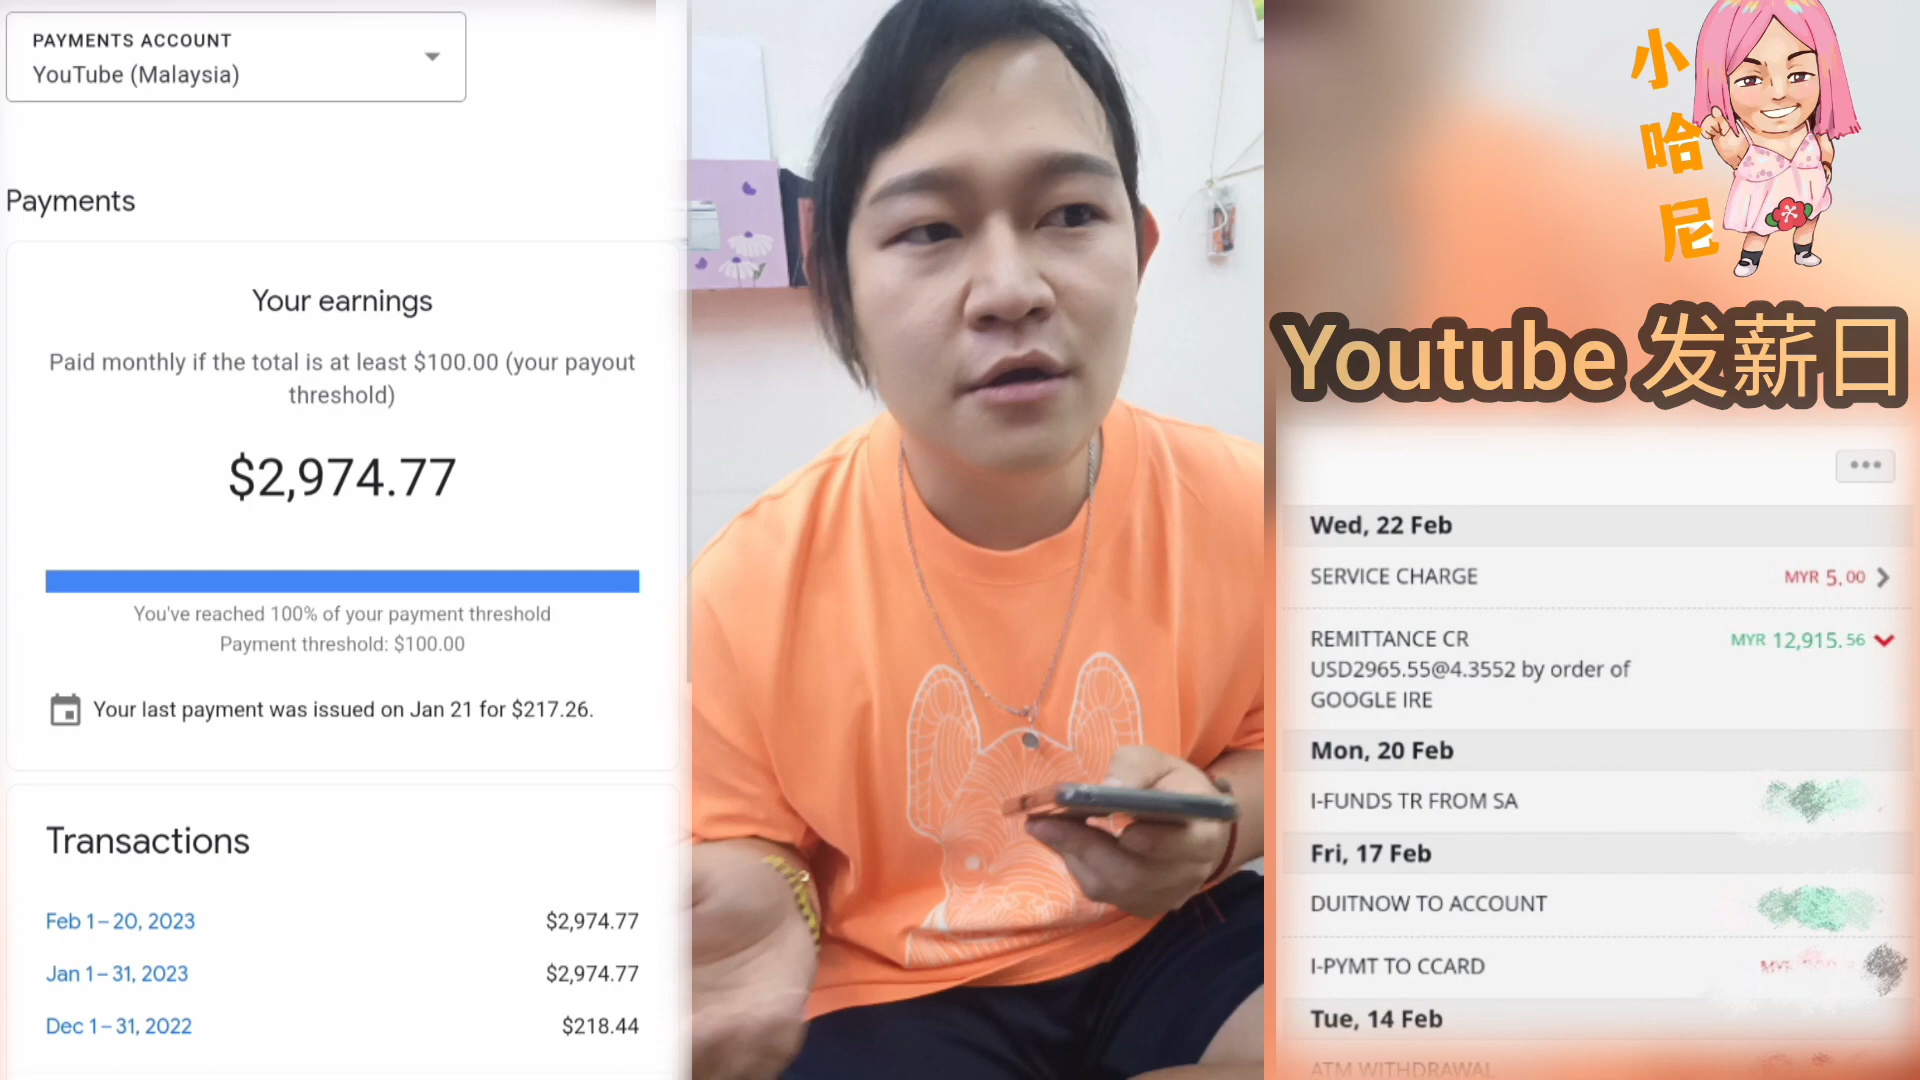 PAYMENTS ACCOUNT
YouTube (Malaysia)
Payments
Your earnings
Paid monthly if the total is at least $100.00 (your payout
threshold)
$2,974.77
You've reached 100% of your payment threshold
Payment threshold: $100.00
Your last payment was issued on Jan 21 for $217.26.
Transactions
Feb 1–20, 2023 $2,974.77
Jan 1–31, 2023 $2,974.77
Dec 1–31, 2022 $218.44
小哈尼
Youtube 发薪日
Wed, 22 Feb
SERVICE CHARGE MYR 5.00
REMITTANCE CR MYR 12,915.56
USD2965.55@4.3552 by order of
GOOGLE IRE
Mon, 20 Feb
I-FUNDS TR FROM SA
Fri, 17 Feb
DUITNOW TO ACCOUNT
I-PYMT TO CCARD
Tue, 14 Feb
ATM WITHDRAWAL